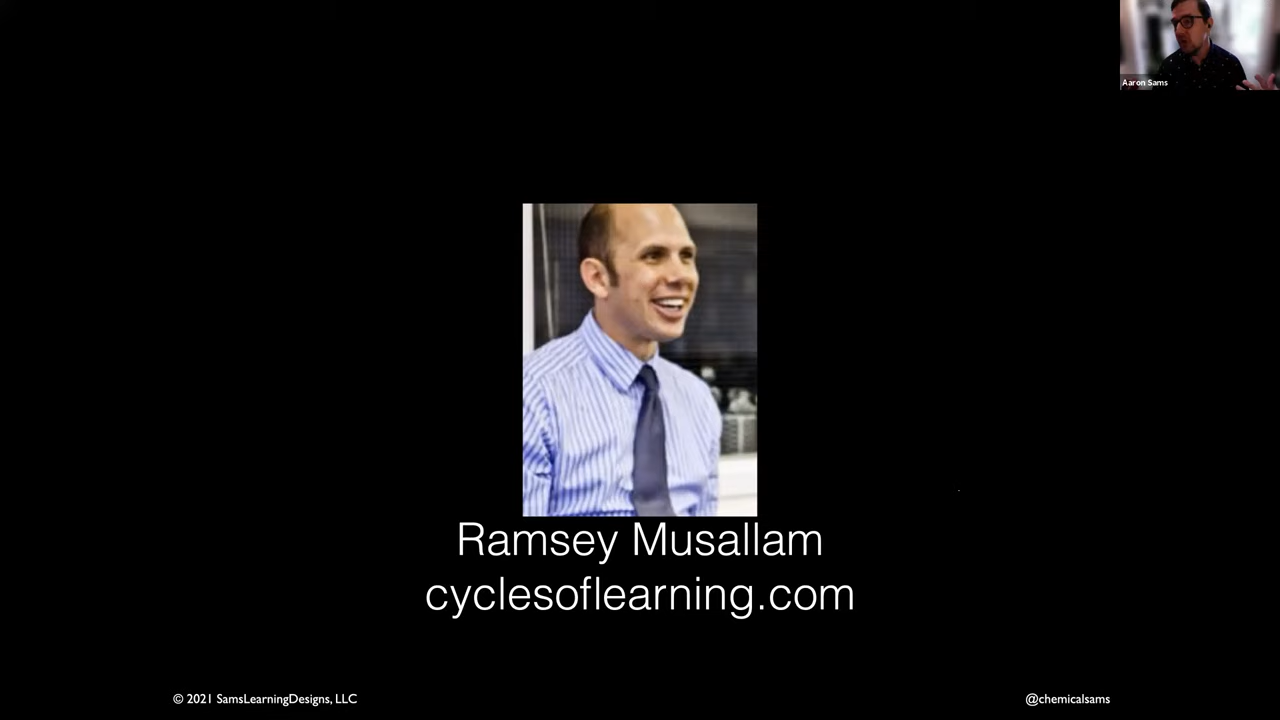 Aaron Sams
Ramsey Musallam
cyclesoflearning.com
© 2021 SamsLearningDesigns, LLC
@chemicalsams